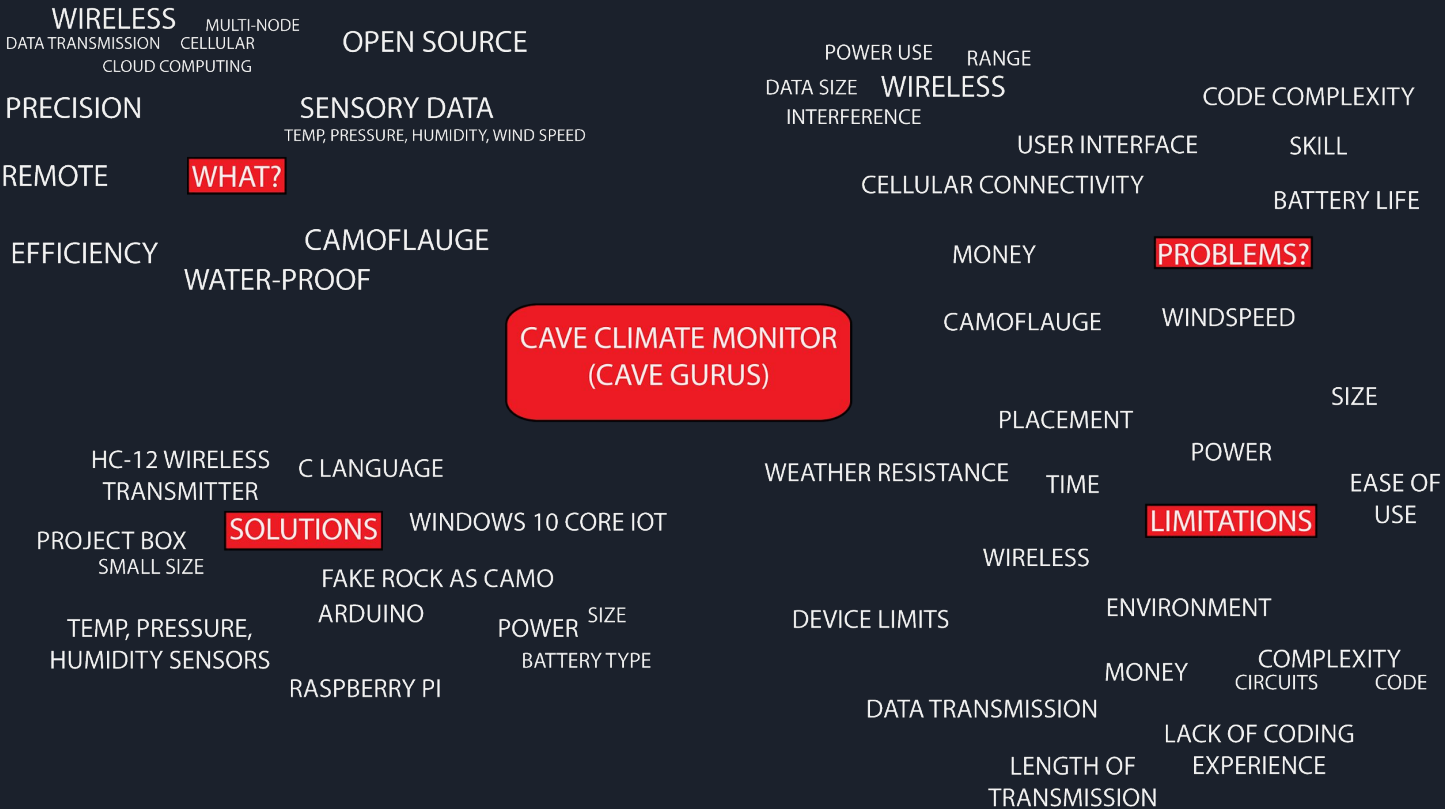 WIRELESS
MULTI-NODE
DATA TRANSMISSION
CELLULAR
CLOUD COMPUTING
OPEN SOURCE
PRECISION
SENSORY DATA
TEMP, PRESSURE, HUMIDITY, WIND SPEED
REMOTE
WHAT?
EFFICIENCY
CAMOFLAUGE
WATER-PROOF
POWER USE
RANGE
DATA SIZE
WIRELESS
INTERFERENCE
CODE COMPLEXITY
USER INTERFACE
SKILL
CELLULAR CONNECTIVITY
BATTERY LIFE
MONEY
PROBLEMS?
CAMOFLAUGE
WINDSPEED
CAVE CLIMATE MONITOR
(CAVE GURUS)
HC-12 WIRELESS
TRANSMITTER
C LANGUAGE
SOLUTIONS
WINDOWS 10 CORE IOT
PROJECT BOX
SMALL SIZE
FAKE ROCK AS CAMO
ARDUINO
POWER
SIZE
BATTERY TYPE
TEMP, PRESSURE,
HUMIDITY SENSORS
RASPBERRY PI
SIZE
PLACEMENT
POWER
WEATHER RESISTANCE
TIME
EASE OF
USE
LIMITATIONS
WIRELESS
ENVIRONMENT
DEVICE LIMITS
MONEY
COMPLEXITY
CIRCUITS
CODE
DATA TRANSMISSION
LACK OF CODING
EXPERIENCE
LENGTH OF
TRANSMISSION